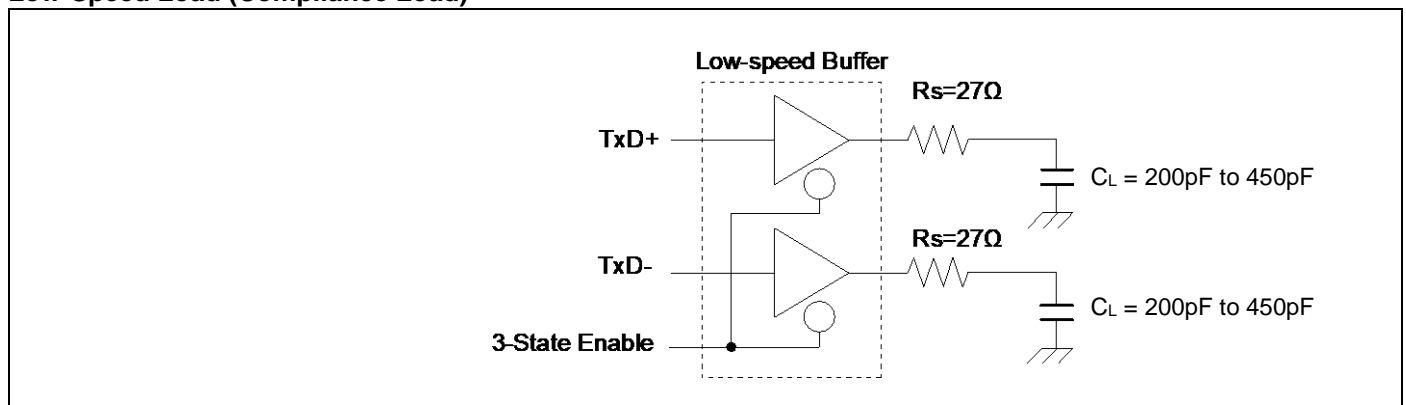 Low-Speed Load (Compliance Load)
Low-speed Buffer
Rs=27Ω
TxD+
CL = 200pF to 450pF
Rs=27Ω
TxD-
CL = 200pF to 450pF
3-State Enable